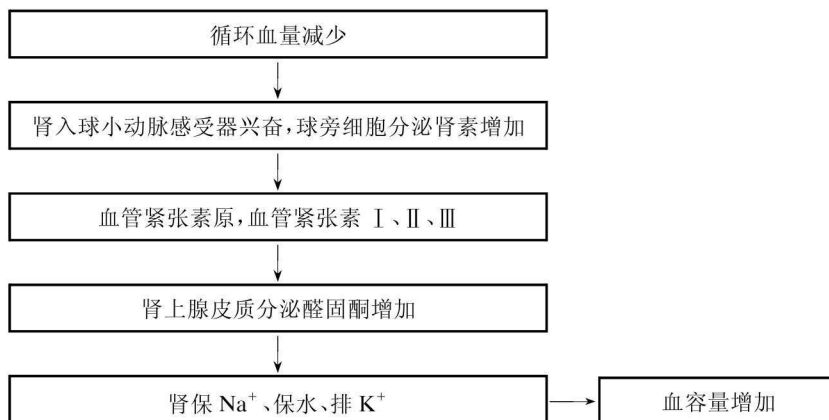 循环血量减少
肾入球小动脉感受器兴奋,球旁细胞分泌肾素增加
血管紧张素原,血管紧张素 Ⅰ、Ⅱ、Ⅲ
肾上腺皮质分泌醛固酮增加
肾保 Na⁺、保水、排 K⁺
血容量增加